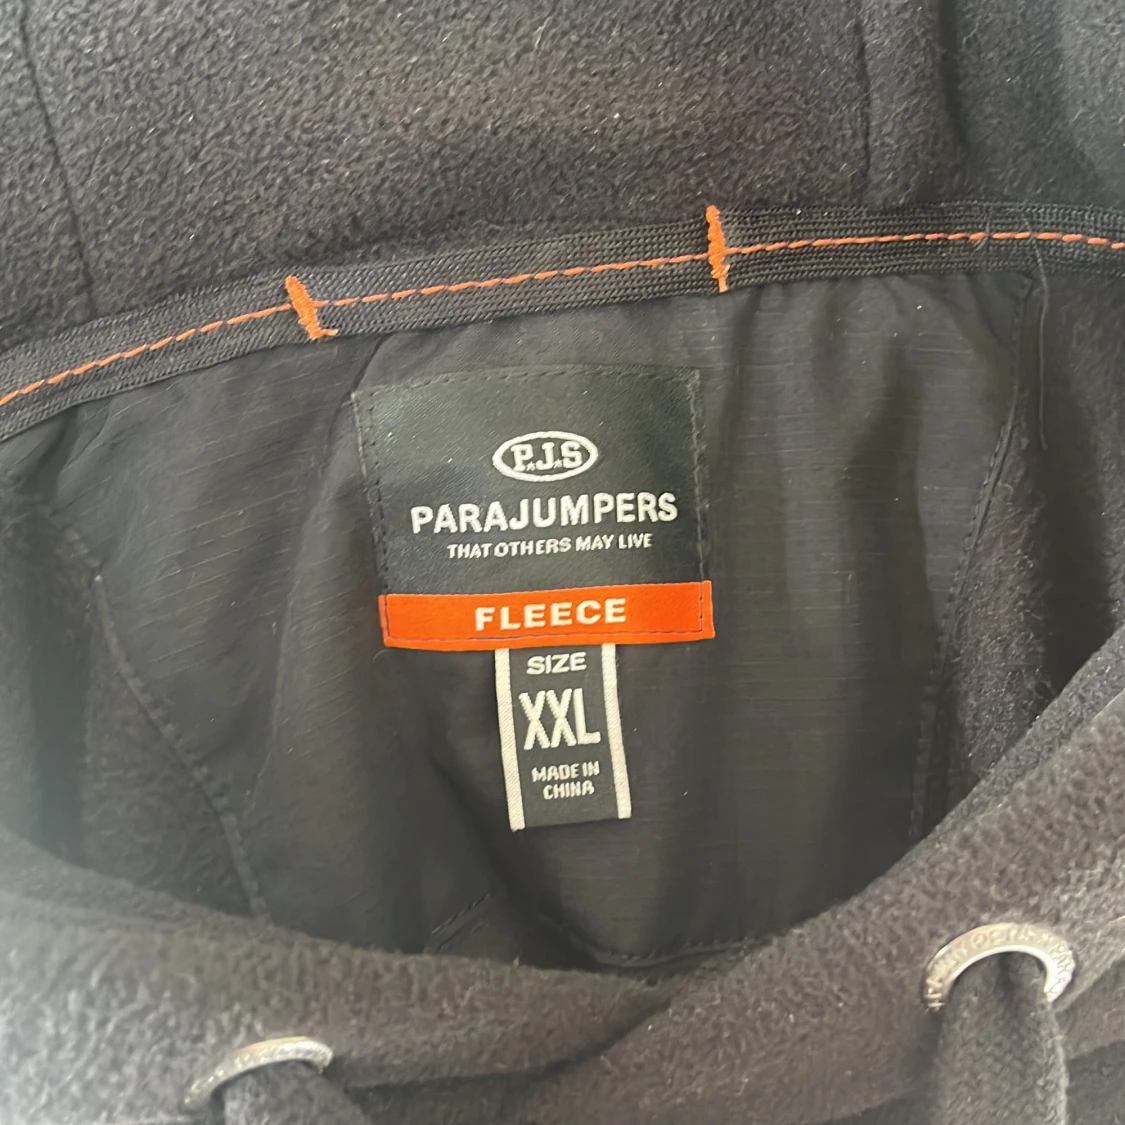 P.J.S
PARAJUMPERS
THAT OTHERS MAY LIVE
FLEECE
SIZE
XXL
MADE IN
CHINA